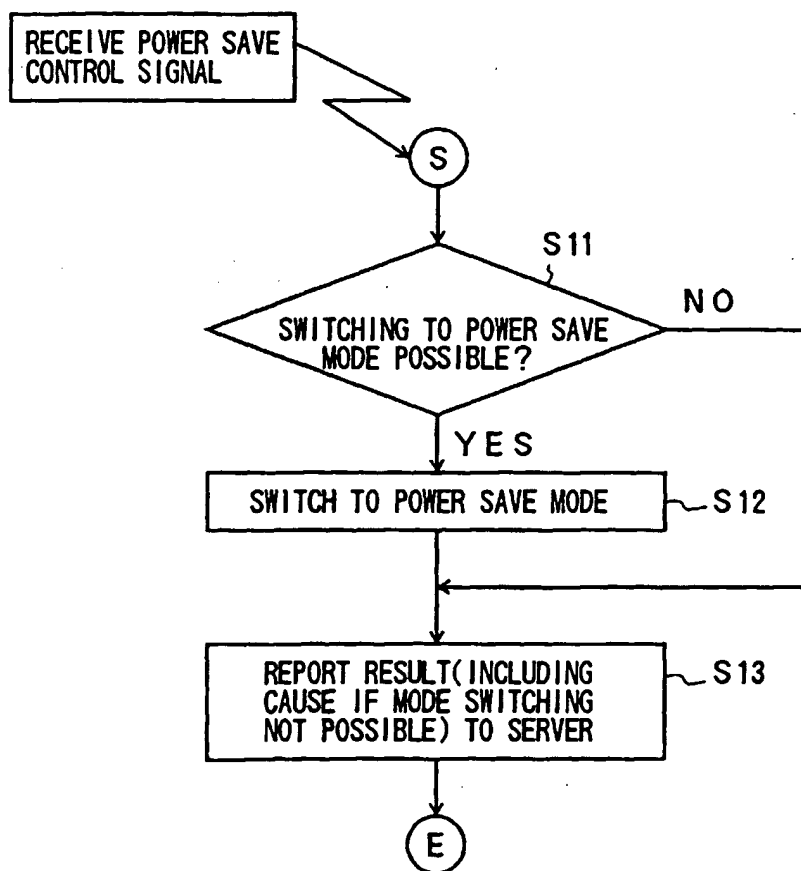 RECEIVE POWER SAVE
CONTROL SIGNAL
S
S11
SWITCHING TO POWER SAVE
MODE POSSIBLE?
NO
YES
SWITCH TO POWER SAVE MODE
S12
REPORT RESULT(INCLUDING
CAUSE IF MODE SWITCHING
NOT POSSIBLE) TO SERVER
S13
E